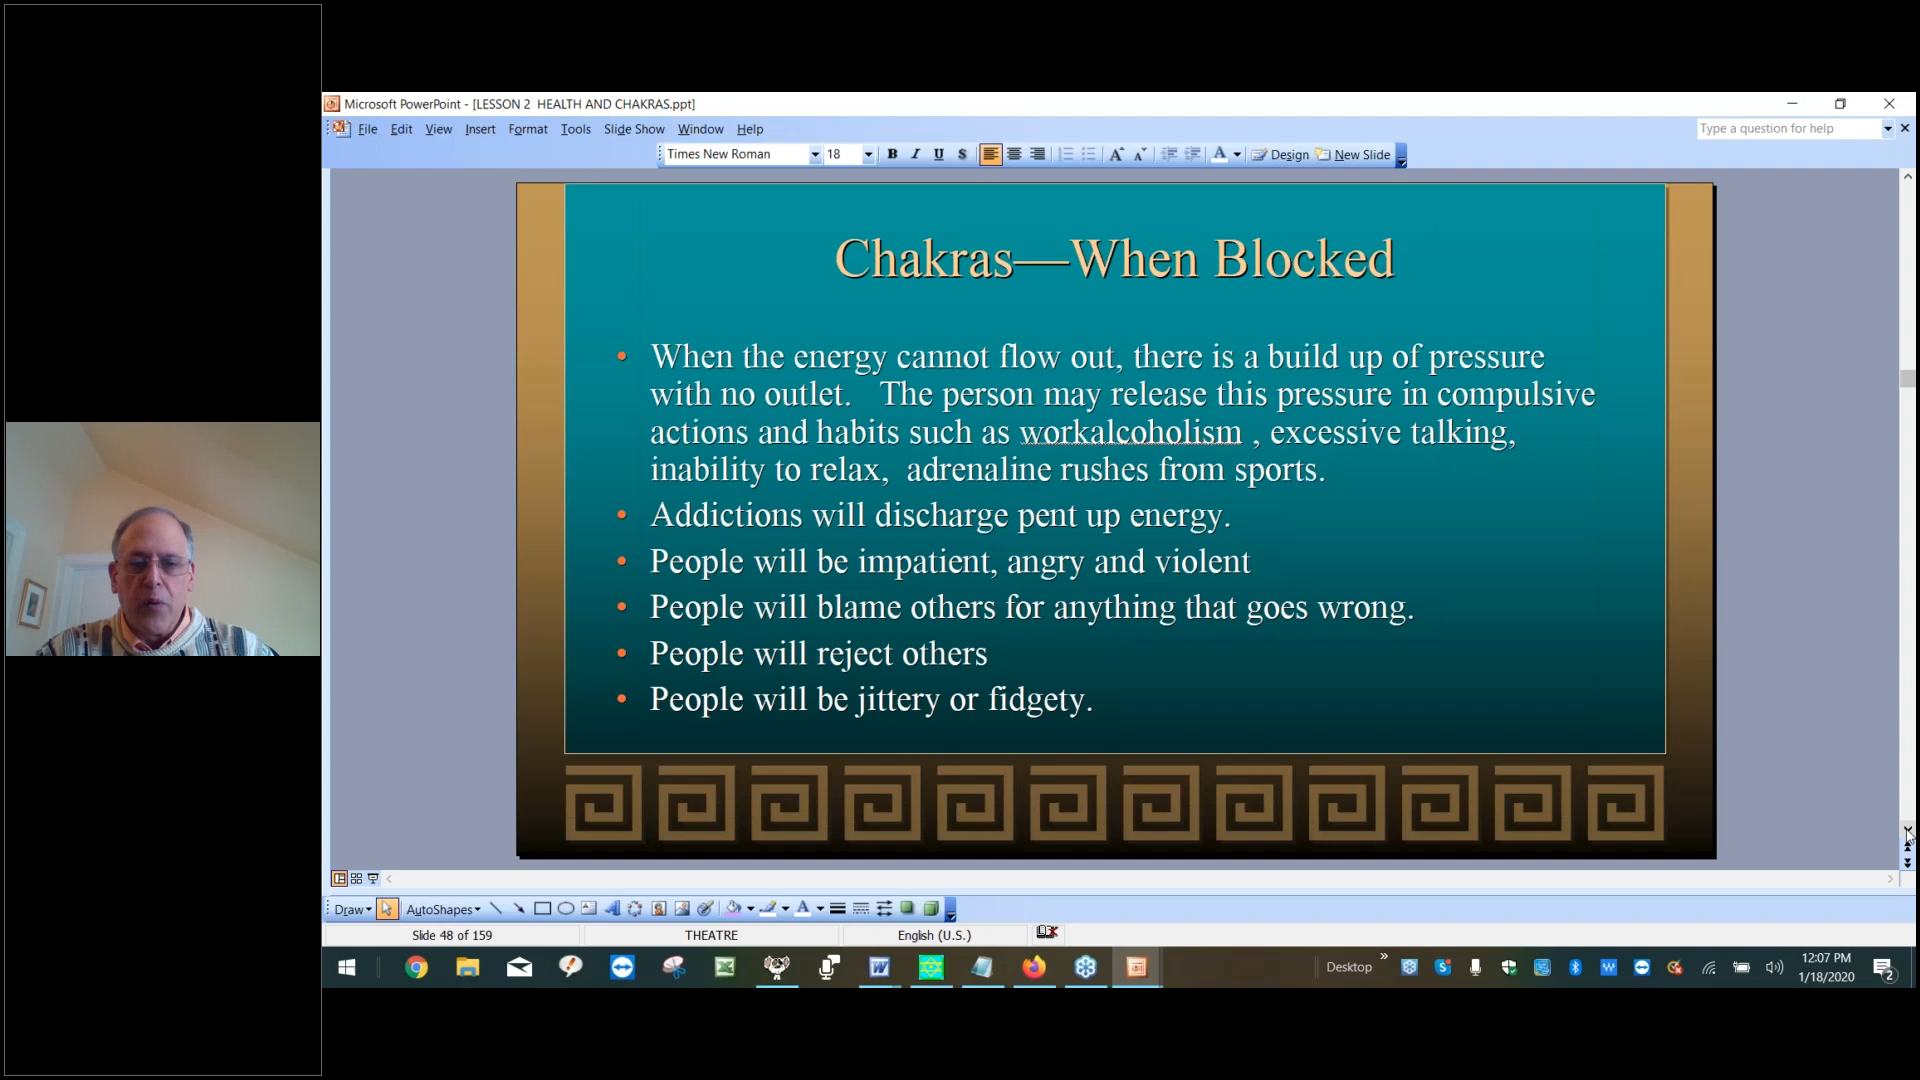 Microsoft PowerPoint - [LESSON 2  HEALTH AND CHAKRAS.ppt]
File Edit View Insert Format Tools Slide Show Window Help
Type a question for help
Times New Roman 18 B I U S A A A Design New Slide
Chakras—When Blocked
• When the energy cannot flow out, there is a build up of pressure
with no outlet.   The person may release this pressure in compulsive
actions and habits such as workalcoholism , excessive talking,
inability to relax,  adrenaline rushes from sports.
• Addictions will discharge pent up energy.
• People will be impatient, angry and violent
• People will blame others for anything that goes wrong.
• People will reject others
• People will be jittery or fidgety.
Draw AutoShapes A A
Slide 48 of 159 THEATRE English (U.S.)
Desktop
12:07 PM
1/18/2020
2